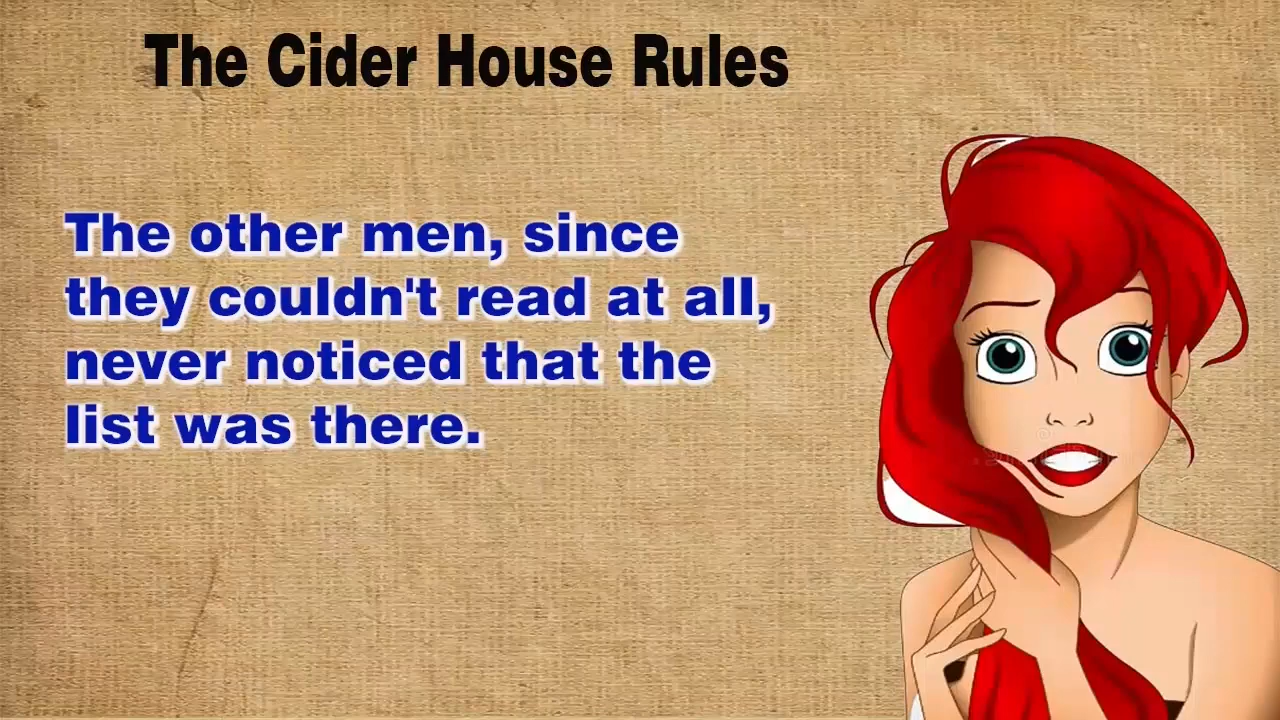 The Cider House Rules
The other men, since
they couldn't read at all,
never noticed that the
list was there.